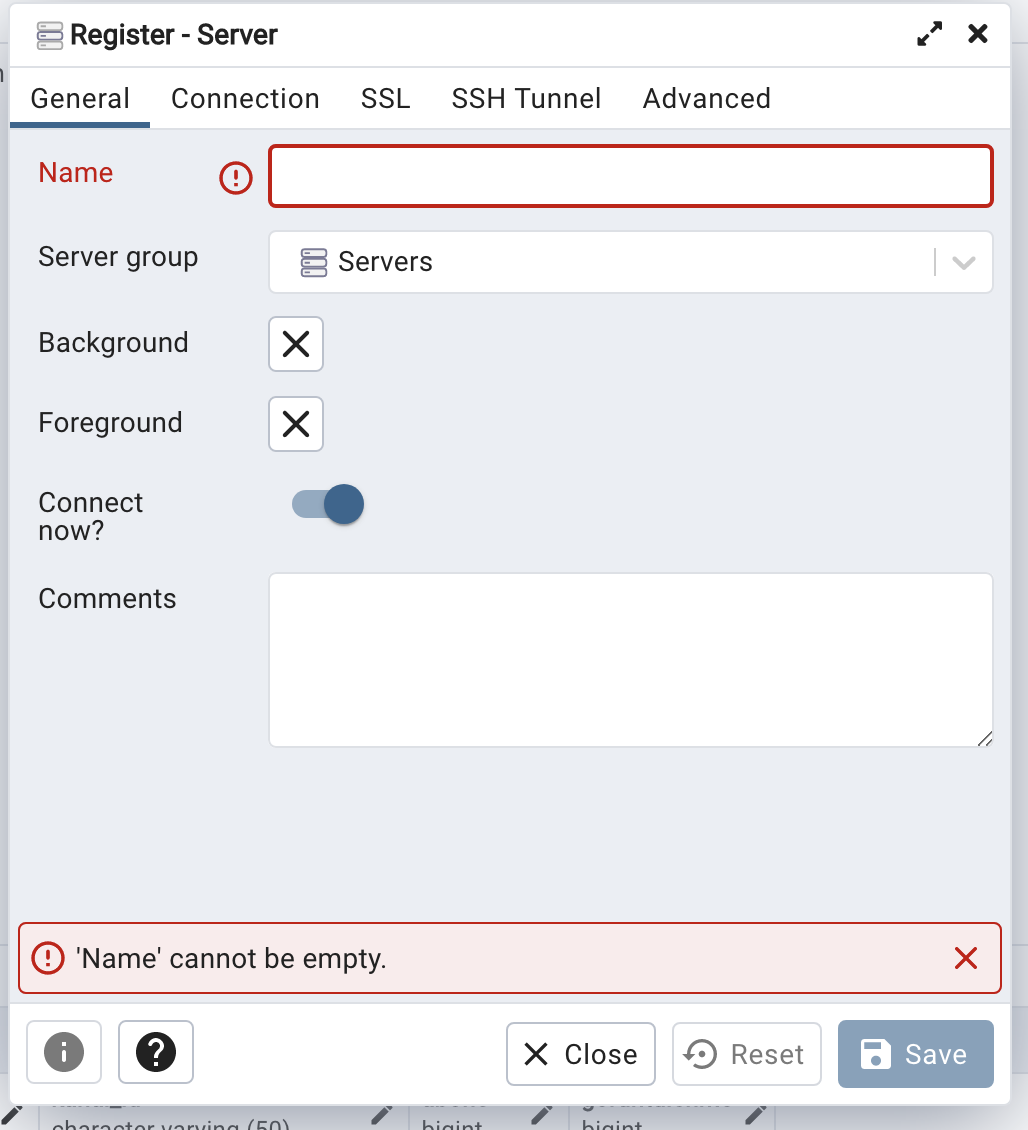 Register - Server
General Connection SSL SSH Tunnel Advanced
Name
Server group
Servers
Background
Foreground
Connect
now?
Comments
'Name' cannot be empty.
Close Reset Save
character varying (50) bigint bigint